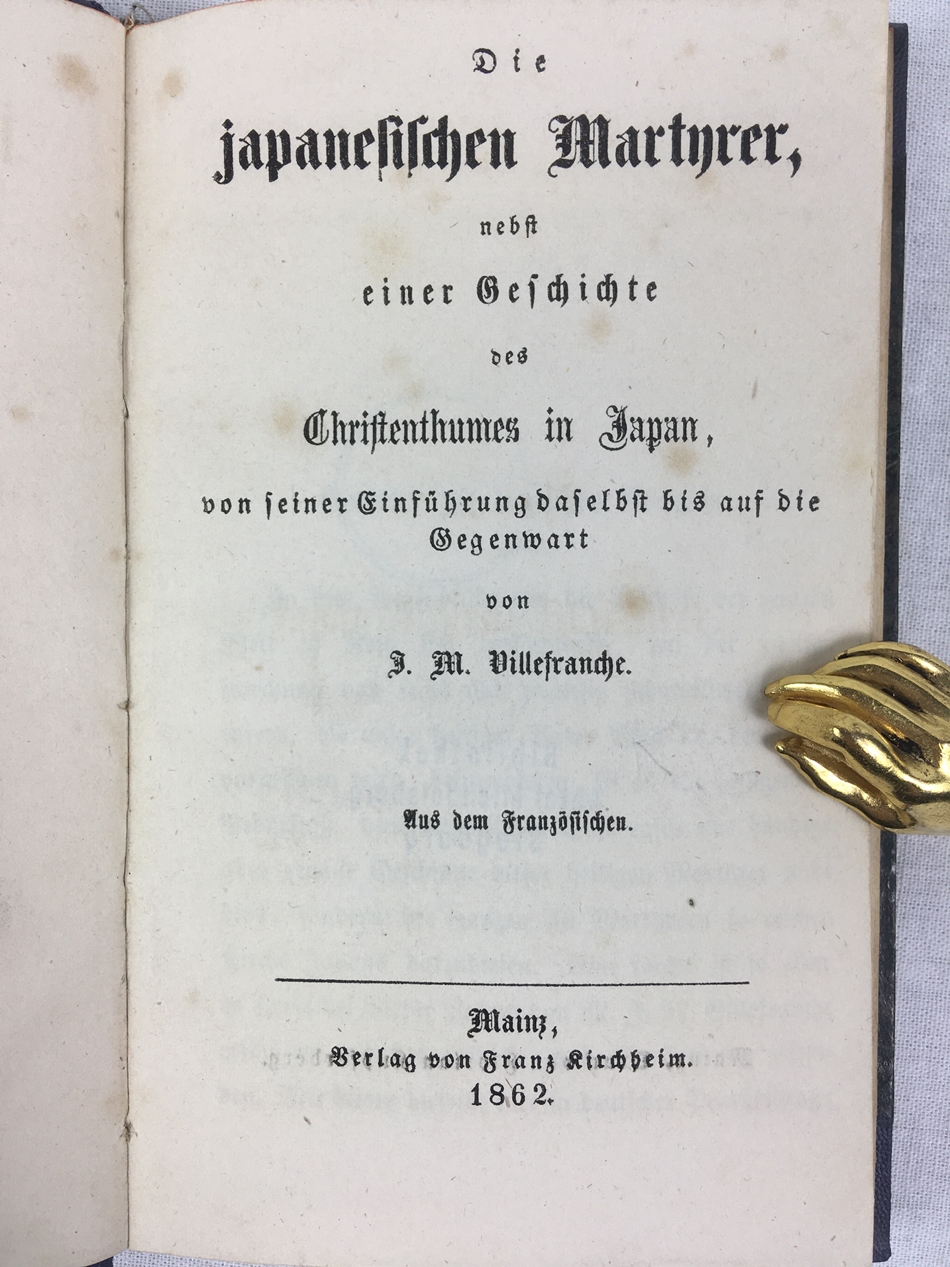 Die
japanesischen Martyrer,
nebst
einer Geschichte
des
Christenthumes in Japan,
von seiner Einführung daselbst bis auf die
Gegenwart
von
J. M. Villefranche.
Aus dem Französischen.
Mainz,
Verlag von Franz Kirchheim.
1862.